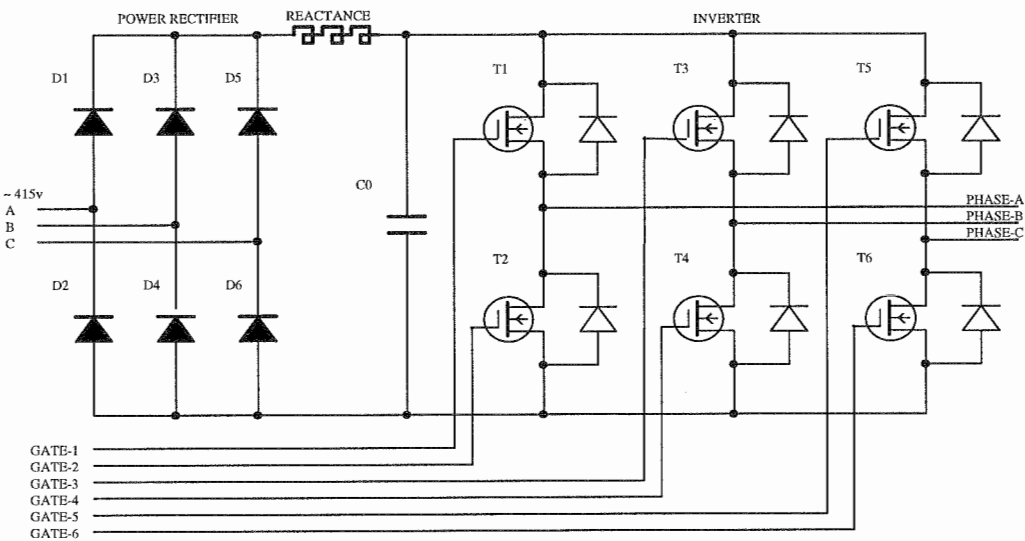 POWER RECTIFIER
REACTANCE
INVERTER
D1
D3
D5
T1
T3
T5
C0
~ 415v
A
B
C
PHASE-A
PHASE-B
PHASE-C
D2
D4
D6
T2
T4
T6
GATE-1
GATE-2
GATE-3
GATE-4
GATE-5
GATE-6